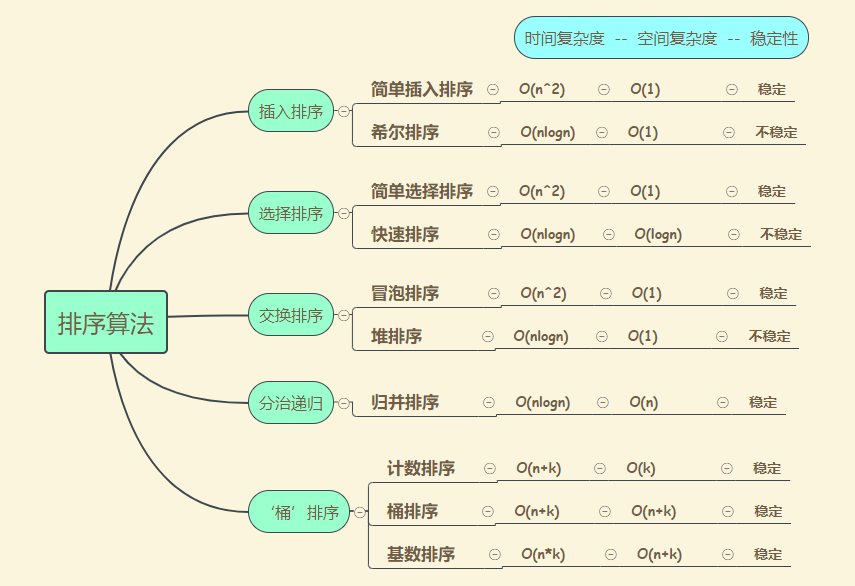 时间复杂度 -- 空间复杂度 -- 稳定性
排序算法
插入排序
简单插入排序 O(n^2) O(1) 稳定
希尔排序 O(nlogn) O(1) 不稳定
选择排序
简单选择排序 O(n^2) O(1) 稳定
快速排序 O(nlogn) O(logn) 不稳定
交换排序
冒泡排序 O(n^2) O(1) 稳定
堆排序 O(nlogn) O(1) 不稳定
分治递归
归并排序 O(nlogn) O(n) 稳定
‘桶’排序
计数排序 O(n+k) O(k) 稳定
桶排序 O(n+k) O(n+k) 稳定
基数排序 O(n*k) O(n+k) 稳定